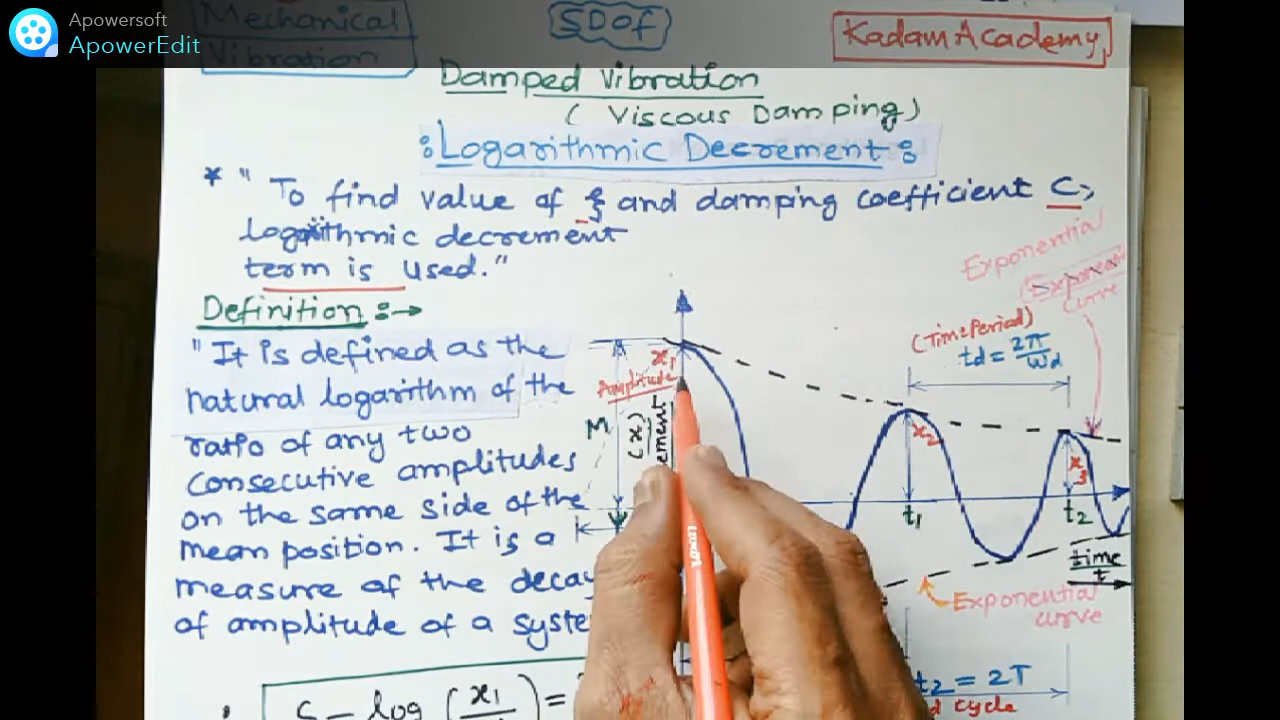 Apowersoft
ApowerEdit
Mechanical
Vibration
SDOF
Kadam Academy
Damped Vibration
( Viscous Damping)
:Logarithmic Decrement:
* " To find value of ξ and damping coefficient C,
logarithmic decrement
term is used."
Definition :→
"It is defined as the
natural logarithm of the
ratio of any two
consecutive amplitudes
on the same side of the
mean position. It is a
measure of the decay
of amplitude of a syste
Exponential
Exponential
curve
(Time Period)
td = 2π/ωd
x1
Amplitude
M
(x)
ement
x2
x3
t1
t2
time
t
Exponential
curve
t2 = 2T
d cycle
δ = log (x1
=